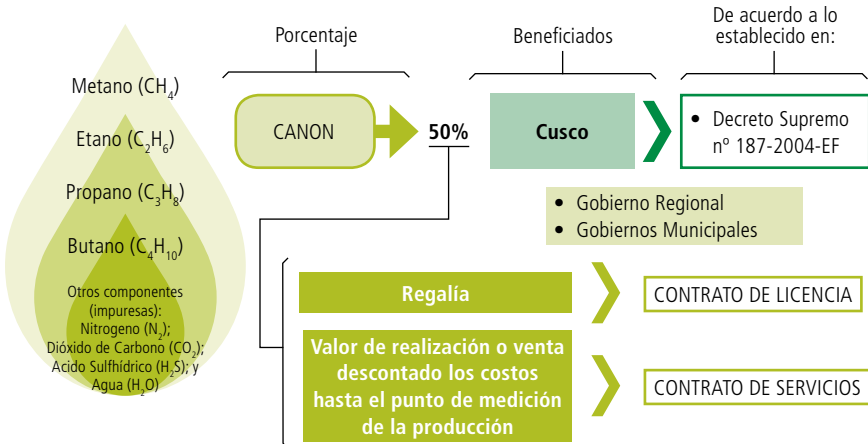 Porcentaje
Beneficiados
De acuerdo a lo
establecido en:
Metano (CH₄)
Etano (C₂H₆)
Propano (C₃H₈)
Butano (C₄H₁₀)
Otros componentes
(impuresas):
Nitrogeno (N₂);
Dióxido de Carbono (CO₂);
Acido Sulfhídrico (H₂S); y
Agua (H₂O)
CANON
50%
Cusco
• Decreto Supremo
nº 187-2004-EF
• Gobierno Regional
• Gobiernos Municipales
Regalía
CONTRATO DE LICENCIA
Valor de realización o venta
descontado los costos
hasta el punto de medición
de la producción
CONTRATO DE SERVICIOS